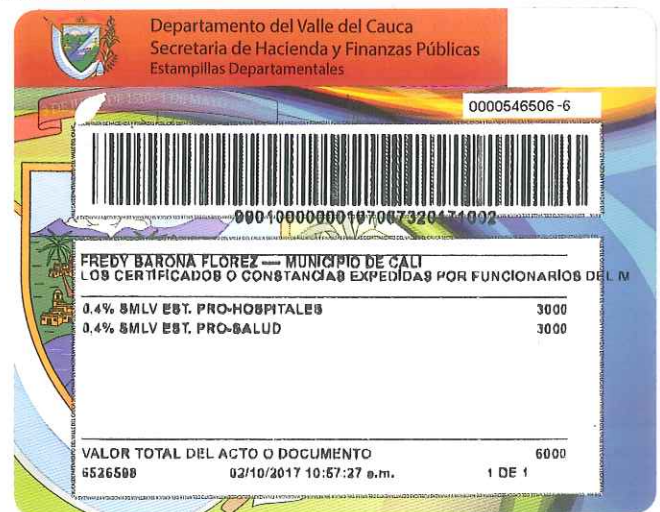 Departamento del Valle del Cauca
Secretaria de Hacienda y Finanzas Públicas
Estampillas Departamentales
0000546506 -6
FREDY BARONA FLOREZ — MUNICIPIO DE CALI
LOS CERTIFICADOS O CONSTANCIAS EXPEDIDAS POR FUNCIONARIOS DEL M
0,4% SMLV EST. PRO-HOSPITALES 3000
0,4% SMLV EST. PRO-SALUD 3000
VALOR TOTAL DEL ACTO O DOCUMENTO 6000
6526598 02/10/2017 10:57:27 a.m. 1 DE 1